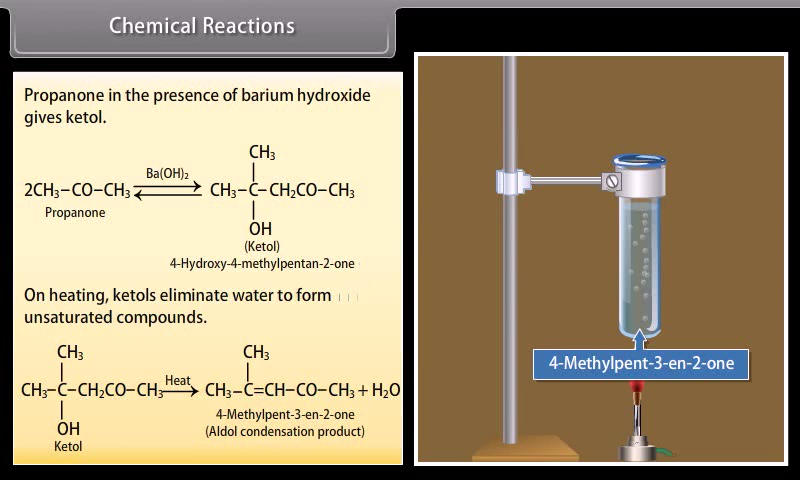 Chemical Reactions
Propanone in the presence of barium hydroxide
gives ketol.
CH₃
Ba(OH)₂
2CH₃–CO–CH₃ ⇌ CH₃–C–CH₂CO–CH₃
Propanone
OH
(Ketol)
4-Hydroxy-4-methylpentan-2-one
On heating, ketols eliminate water to form
unsaturated compounds.
CH₃ CH₃
CH₃–C–CH₂CO–CH₃ Heat→ CH₃–C=CH–CO–CH₃ + H₂O
OH
Ketol
4-Methylpent-3-en-2-one
(Aldol condensation product)
4-Methylpent-3-en-2-one